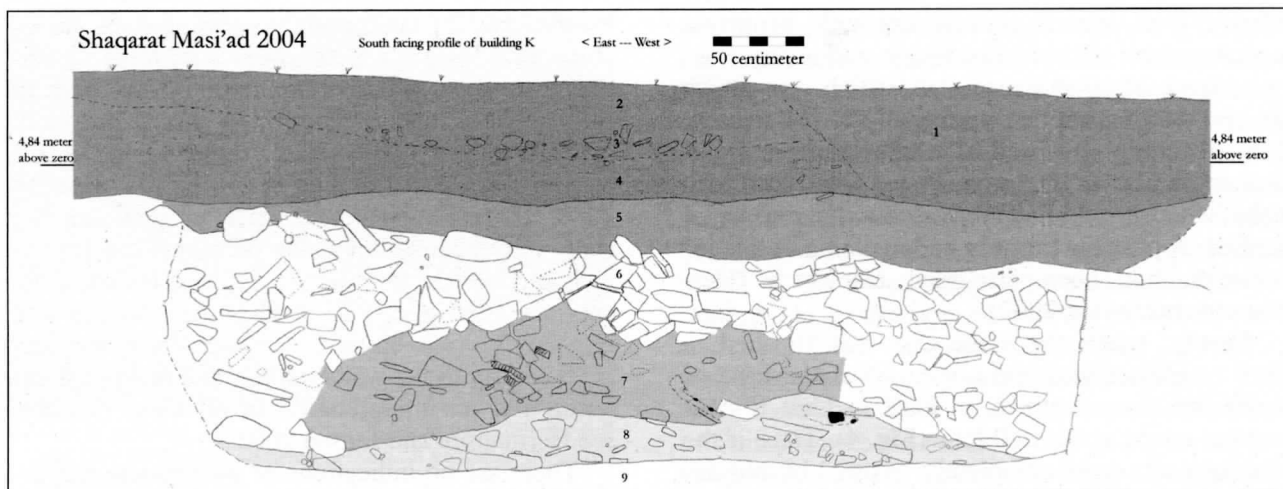 Shaqarat Masi'ad 2004
South facing profile of building K
< East --- West >
50 centimeter
2
1
3
4,84 meter
above zero
4,84 meter
above zero
4
5
6
7
8
9